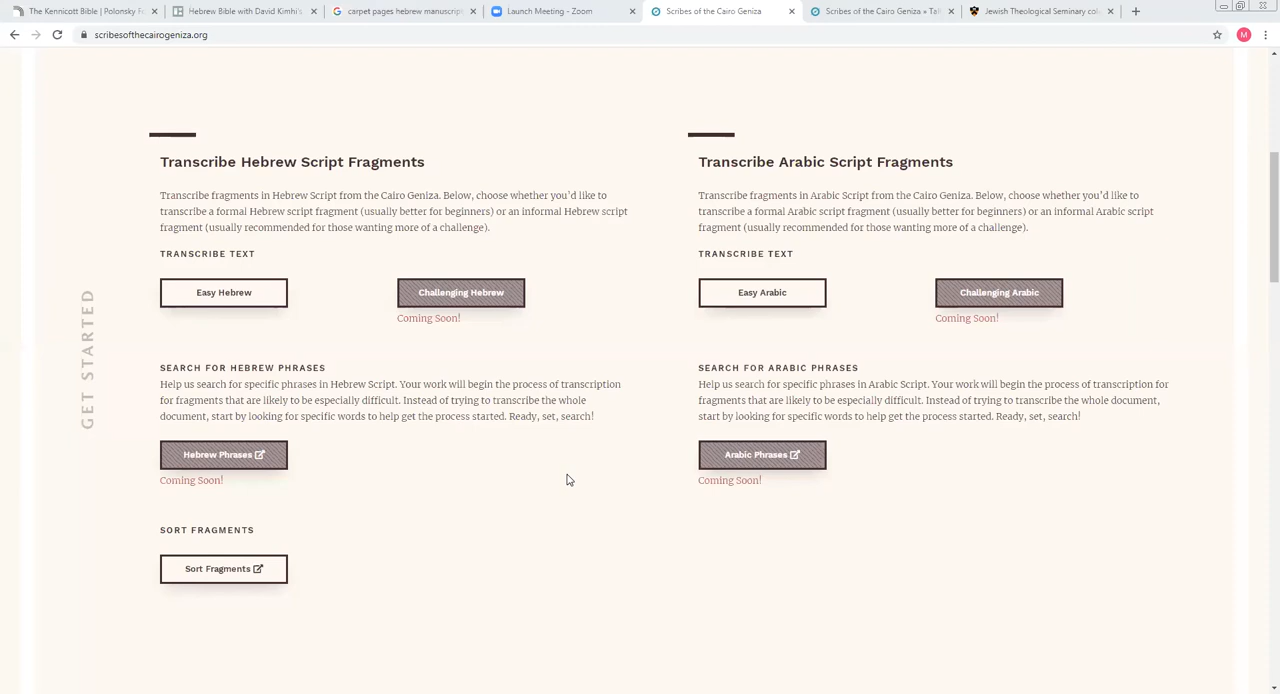 The Kennicott Bible | Polonsky Fo
Hebrew Bible with David Kimhi's
carpet pages hebrew manuscript
Launch Meeting - Zoom
Scribes of the Cairo Geniza
Scribes of the Cairo Geniza • Tal
Jewish Theological Seminary col
scribesofthecairogeniza.org
M
GET STARTED
Transcribe Hebrew Script Fragments
Transcribe fragments in Hebrew Script from the Cairo Geniza. Below, choose whether you'd like to
transcribe a formal Hebrew script fragment (usually better for beginners) or an informal Hebrew script
fragment (usually recommended for those wanting more of a challenge).
TRANSCRIBE TEXT
Easy Hebrew
Challenging Hebrew
Coming Soon!
SEARCH FOR HEBREW PHRASES
Help us search for specific phrases in Hebrew Script. Your work will begin the process of transcription
for fragments that are likely to be especially difficult. Instead of trying to transcribe the whole
document, start by looking for specific words to help get the process started. Ready, set, search!
Hebrew Phrases
Coming Soon!
SORT FRAGMENTS
Sort Fragments
Transcribe Arabic Script Fragments
Transcribe fragments in Arabic Script from the Cairo Geniza. Below, choose whether you'd like to
transcribe a formal Arabic script fragment (usually better for beginners) or an informal Arabic script
fragment (usually recommended for those wanting more of a challenge).
TRANSCRIBE TEXT
Easy Arabic
Challenging Arabic
Coming Soon!
SEARCH FOR ARABIC PHRASES
Help us search for specific phrases in Arabic Script. Your work will begin the process of transcription for
fragments that are likely to be especially difficult. Instead of trying to transcribe the whole document,
start by looking for specific words to help get the process started. Ready, set, search!
Arabic Phrases
Coming Soon!